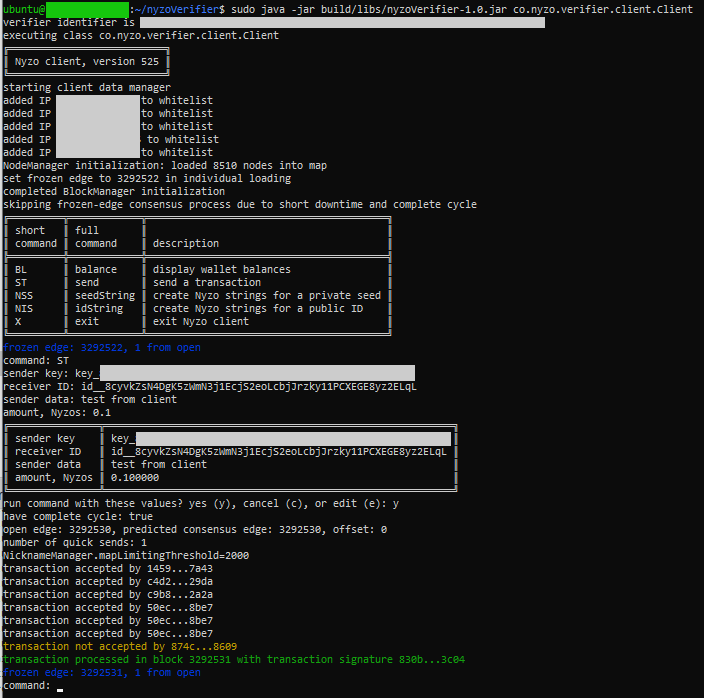 ubuntu@ :~/nyzoVerifier$ sudo java -jar build/libs/nyzoVerifier-1.0.jar co.nyzo.verifier.client.Client
verifier identifier is
executing class co.nyzo.verifier.client.Client
Nyzo client, version 525
starting client data manager
added IP to whitelist
added IP to whitelist
added IP to whitelist
added IP to whitelist
added IP to whitelist
NodeManager initialization: loaded 8510 nodes into map
set frozen edge to 3292522 in individual loading
completed BlockManager initialization
skipping frozen-edge consensus process due to short downtime and complete cycle
short full
command command description
BL balance display wallet balances
ST send send a transaction
NSS seedString create Nyzo strings for a private seed
NIS idString create Nyzo strings for a public ID
X exit exit Nyzo client
frozen edge: 3292522, 1 from open
command: ST
sender key: key_
receiver ID: id__8cyvkZsN4DgK5zWmN3j1EcjS2eoLcbjJrzky11PCXEGE8yz2ELqL
sender data: test from client
amount, Nyzos: 0.1
sender key key_
receiver ID id__8cyvkZsN4DgK5zWmN3j1EcjS2eoLcbjJrzky11PCXEGE8yz2ELqL
sender data test from client
amount, Nyzos 0.100000
run command with these values? yes (y), cancel (c), or edit (e): y
have complete cycle: true
open edge: 3292530, predicted consensus edge: 3292530, offset: 0
number of quick sends: 1
NicknameManager.mapLimitingThreshold=2000
transaction accepted by 1459...7a43
transaction accepted by c4d2...29da
transaction accepted by c9b8...2a2a
transaction accepted by 50ec...8be7
transaction accepted by 50ec...8be7
transaction accepted by 50ec...8be7
transaction not accepted by 874c...8609
transaction processed in block 3292531 with transaction signature 830b...3c04
frozen edge: 3292531, 1 from open
command: